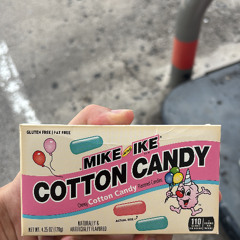 GLUTEN FREE | FAT FREE
MIKE AND IKE
COTTON CANDY
Cotton Candy
NATURALLY &
ARTIFICIALLY FLAVORED
NET WT. 4.25 OZ (120g)
110